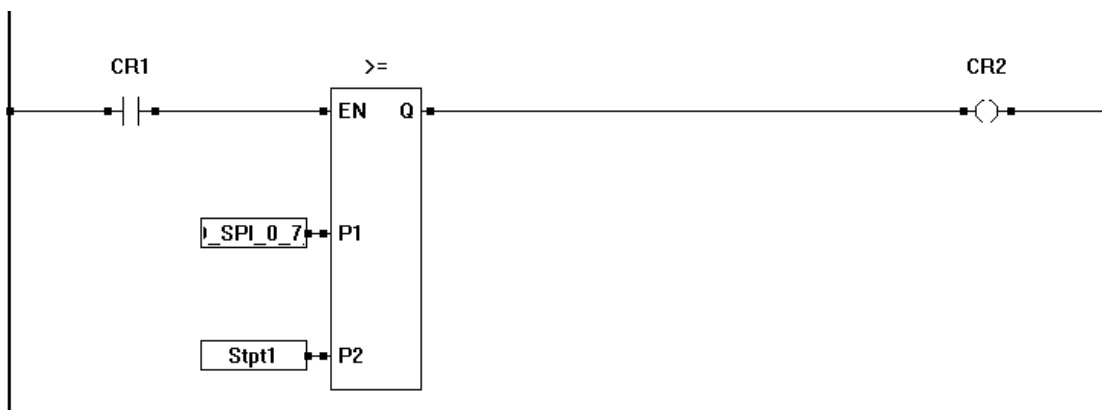 CR1
>=
CR2
EN
Q
_SPI_0_7
P1
Stpt1
P2